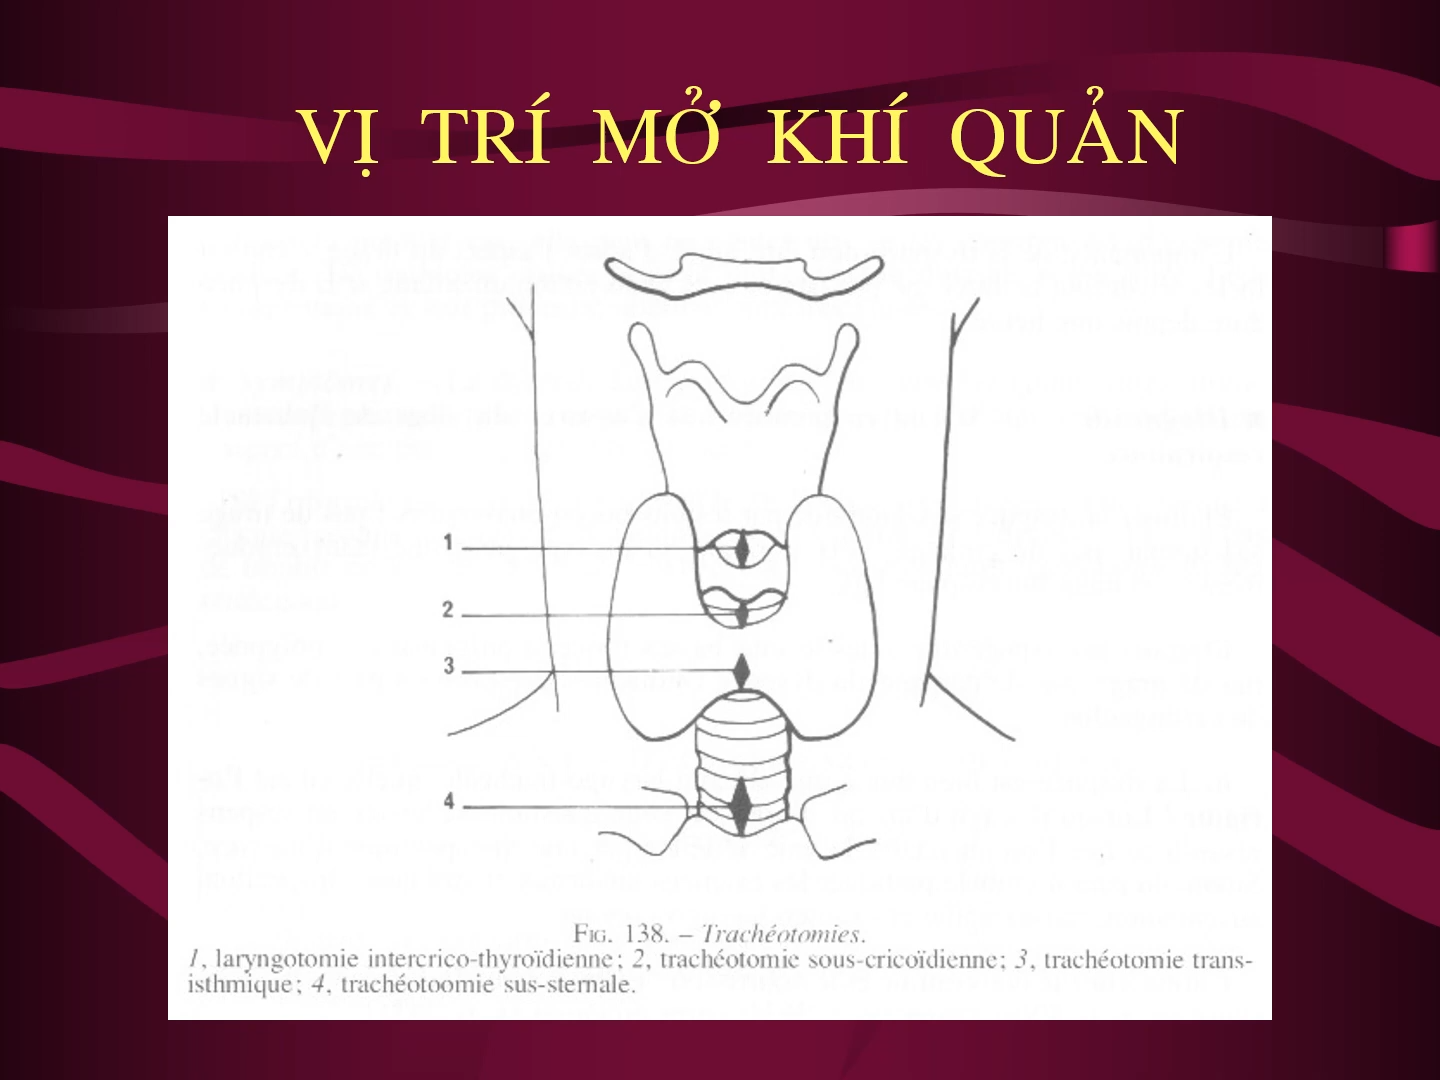 VỊ TRÍ MỞ KHÍ QUẢN
1
2
3
4
FIG. 138. – Trachéotomies.
1, laryngotomie intercrico-thyroïdienne; 2, trachéotomie sous-cricoïdienne; 3, trachéotomie trans-
isthmique; 4, trachéotoomie sus-sternale.